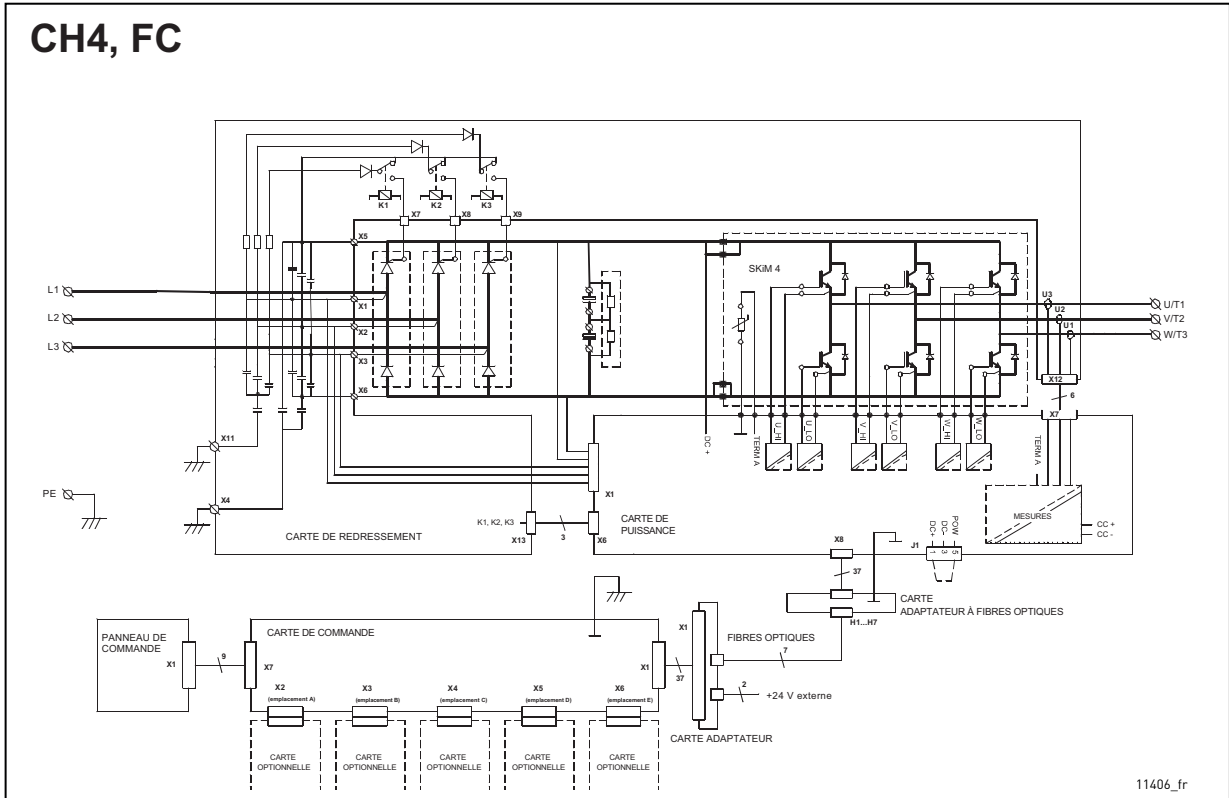 CH4, FC
K1
K2
K3
X7
X8
X9
X5
SKiM 4
L1
X1
U3
U/T1
L2
X2
U2
V/T2
U1
L3
X3
W/T3
X6
X12
6
X7
X11
DC +
TERM A
U_HI
U_LO
V_HI
V_LO
W_HI
W_LO
TERM A
X1
PE
X4
MESURES
CC +
CC -
K1, K2, K3
3
CARTE DE
PUISSANCE
CARTE DE REDRESSEMENT
X13
X6
X8
J1
DC+
DC-
POW
1
3
5
37
CARTE
ADAPTATEUR À FIBRES OPTIQUES
H1...H7
PANNEAU DE
COMMANDE
CARTE DE COMMANDE
X1
FIBRES OPTIQUES
X1
9
X7
X1
37
7
2
+24 V externe
X2
(emplacement A)
X3
(emplacement B)
X4
(emplacement C)
X5
(emplacement D)
X6
(emplacement E)
CARTE ADAPTATEUR
CARTE
OPTIONNELLE
CARTE
OPTIONNELLE
CARTE
OPTIONNELLE
CARTE
OPTIONNELLE
CARTE
OPTIONNELLE
11406_fr